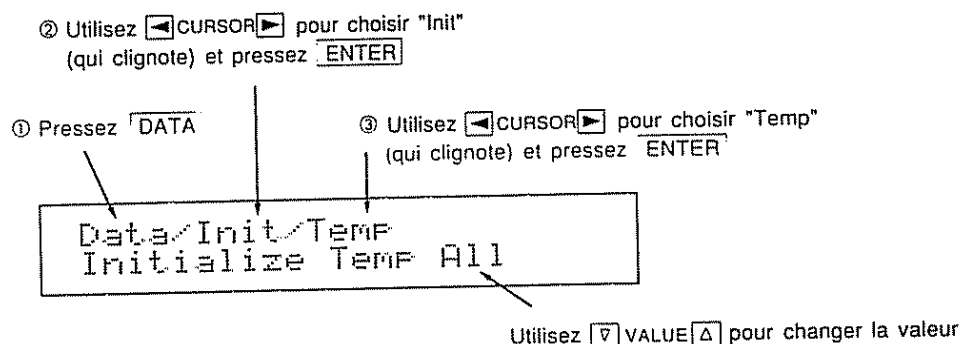 ② Utilisez ◄CURSOR► pour choisir "Init"
(qui clignote) et pressez ENTER
① Pressez DATA
③ Utilisez ◄CURSOR► pour choisir "Temp"
(qui clignote) et pressez ENTER
Data/Init/Temp
Initialize Temp All
Utilisez ▽ VALUE △ pour changer la valeur